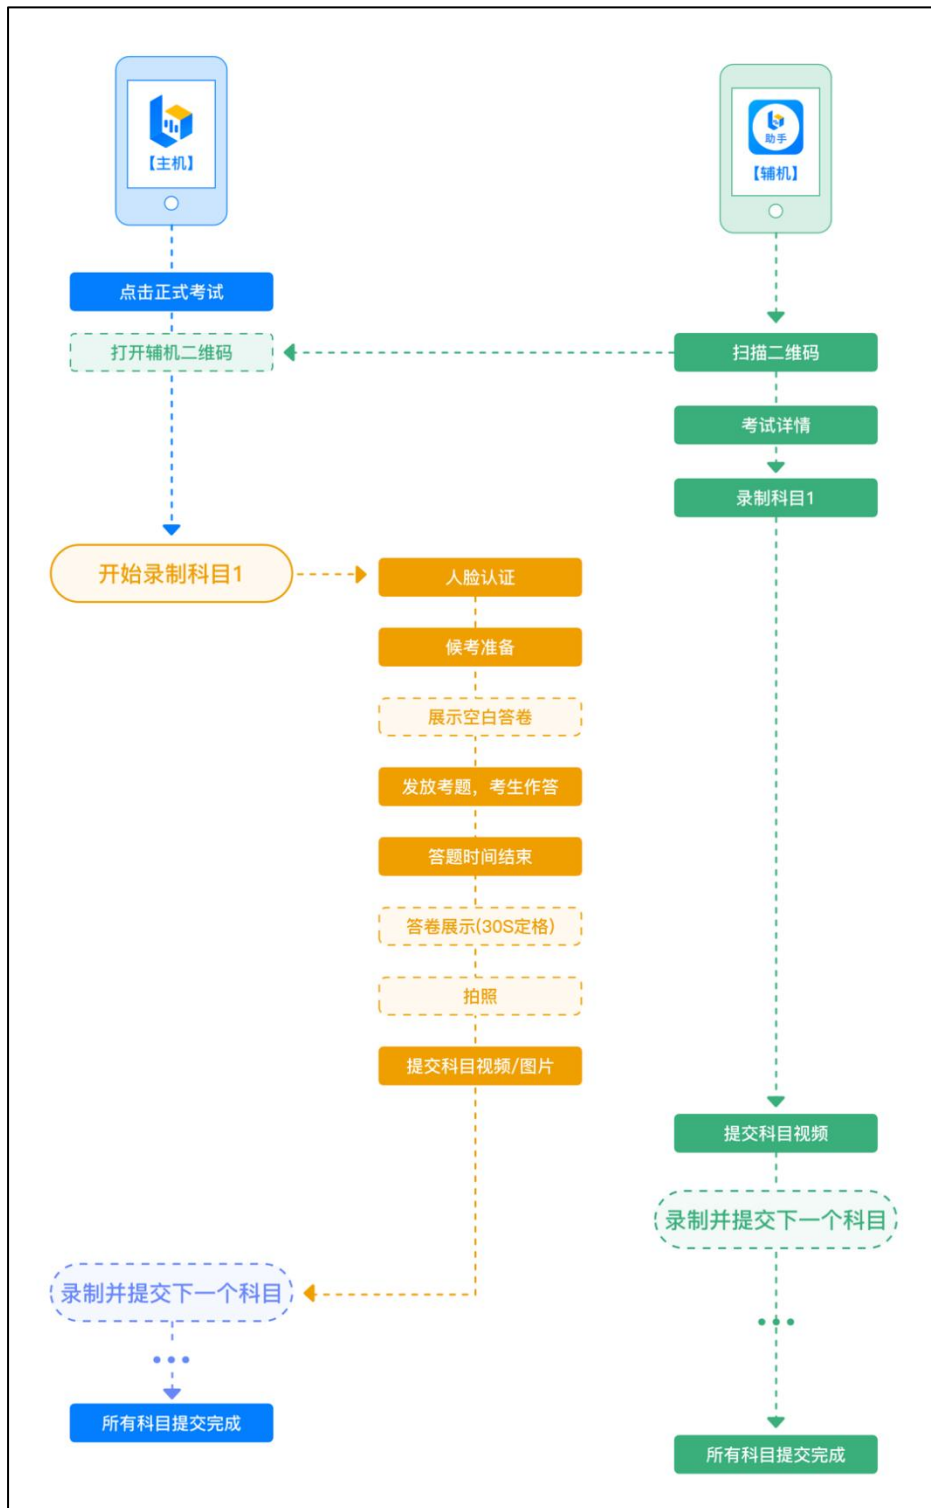 【主机】
助手
【辅机】
点击正式考试
打开辅机二维码
扫描二维码
考试详情
录制科目1
开始录制科目1
人脸认证
候考准备
展示空白答卷
发放考题，考生作答
答题时间结束
答卷展示(30S定格)
拍照
提交科目视频/图片
提交科目视频
录制并提交下一个科目
录制并提交下一个科目
所有科目提交完成
所有科目提交完成